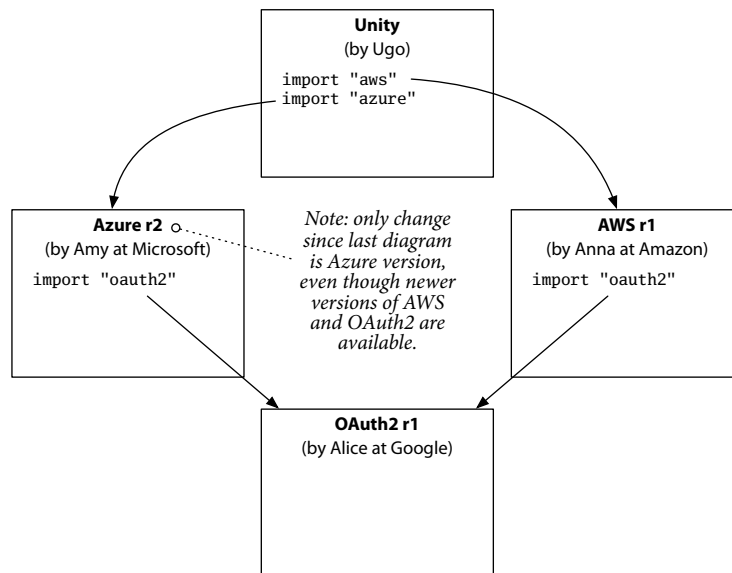 Unity
(by Ugo)
import "aws"
import "azure"
Azure r2
(by Amy at Microsoft)
import "oauth2"
Note: only change
since last diagram
is Azure version,
even though newer
versions of AWS
and OAuth2 are
available.
AWS r1
(by Anna at Amazon)
import "oauth2"
OAuth2 r1
(by Alice at Google)